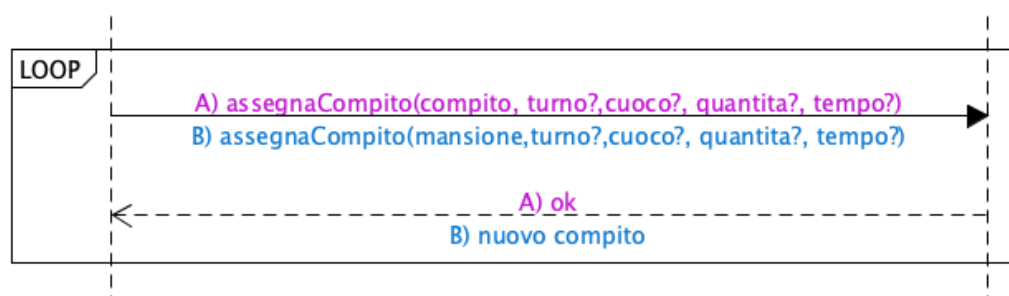 LOOP
A) assegnaCompito(compito, turno?,cuoco?, quantita?, tempo?)
B) assegnaCompito(mansione,turno?,cuoco?, quantita?, tempo?)
A) ok
B) nuovo compito